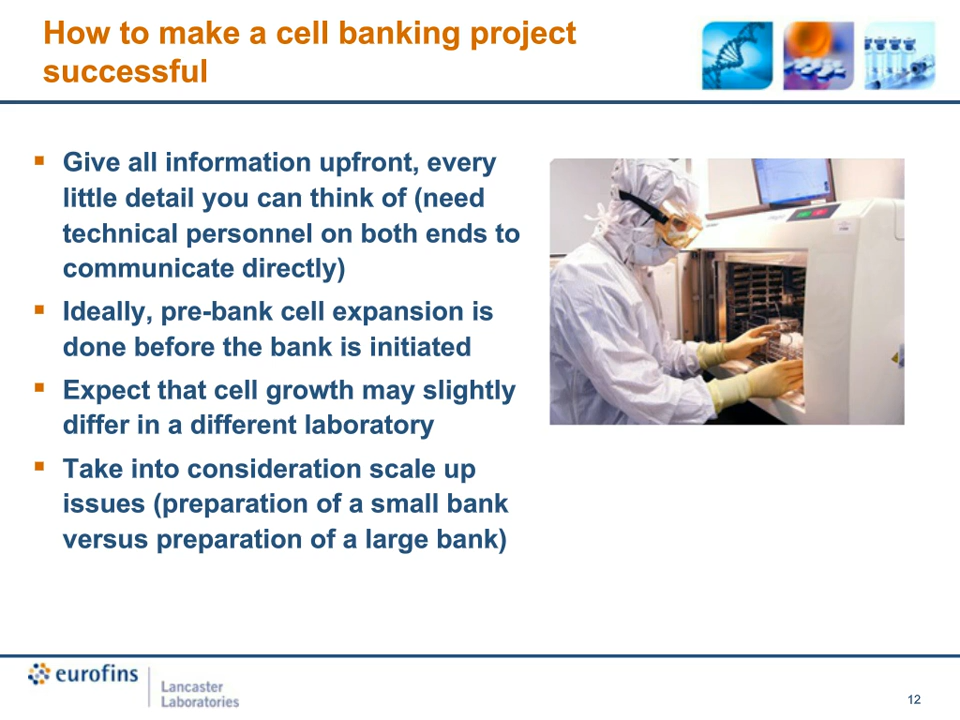 How to make a cell banking project
successful
▪ Give all information upfront, every
little detail you can think of (need
technical personnel on both ends to
communicate directly)
▪ Ideally, pre-bank cell expansion is
done before the bank is initiated
▪ Expect that cell growth may slightly
differ in a different laboratory
▪ Take into consideration scale up
issues (preparation of a small bank
versus preparation of a large bank)
eurofins
Lancaster
Laboratories
12